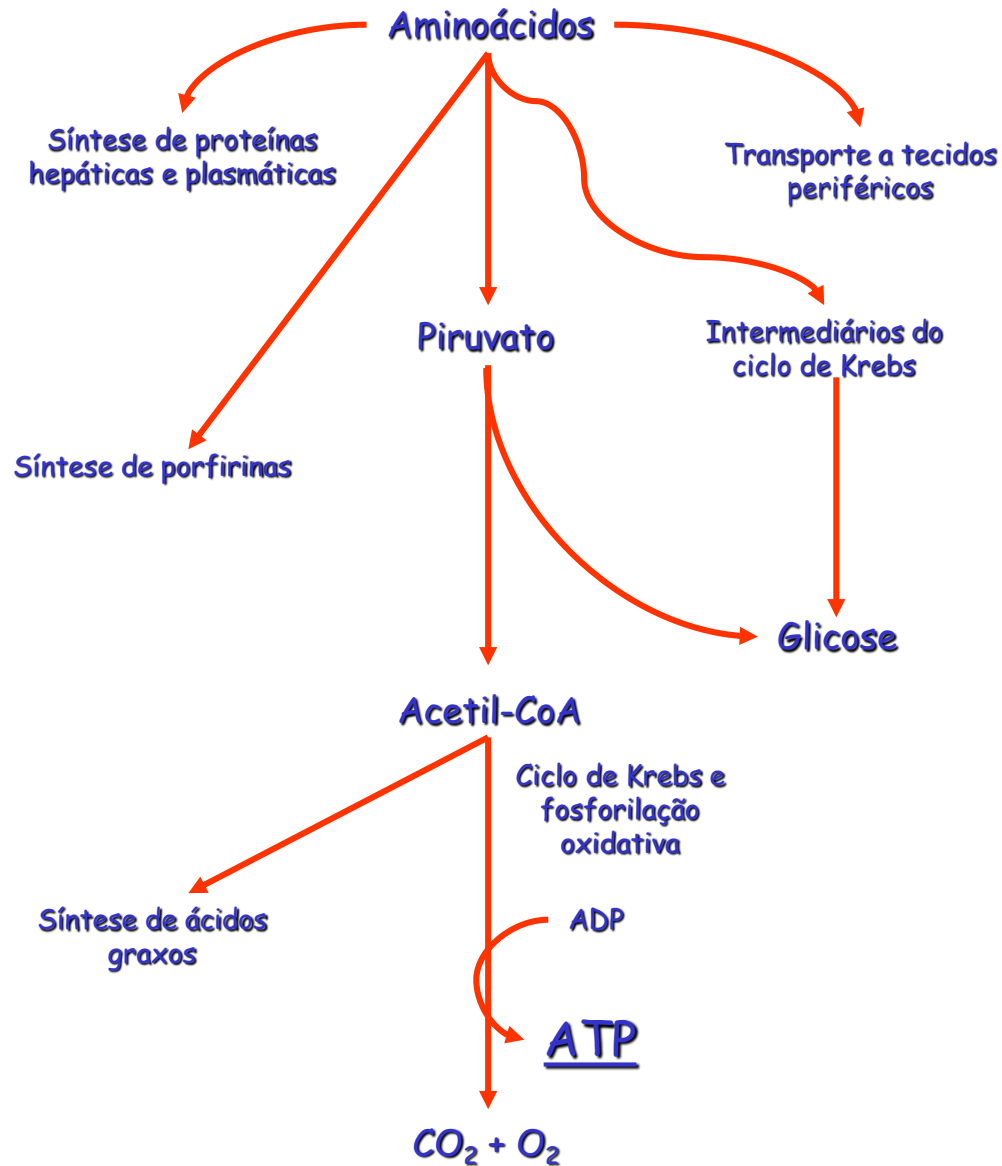 Aminoácidos
Síntese de proteínas
hepáticas e plasmáticas
Transporte a tecidos
periféricos
Piruvato
Intermediários do
ciclo de Krebs
Síntese de porfirinas
Glicose
Acetil-CoA
Ciclo de Krebs e
fosforilação
oxidativa
Síntese de ácidos
graxos
ADP
ATP
CO₂ + O₂